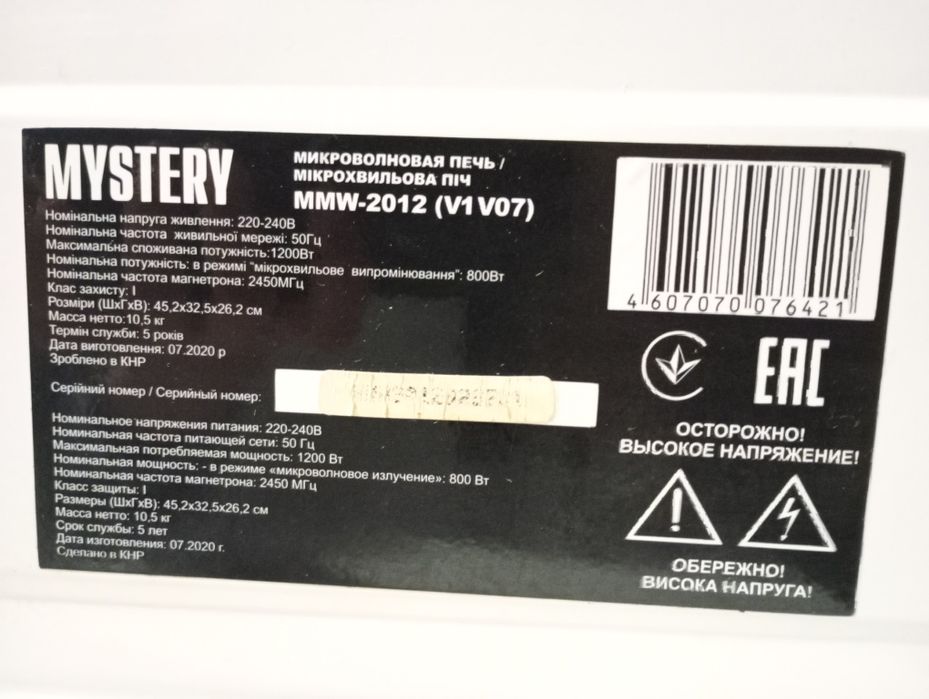 MYSTERY
МИКРОВОЛНОВАЯ ПЕЧЬ /
МІКРОХВИЛЬОВА ПІЧ
MMW-2012 (V1V07)
Номінальна напруга живлення: 220-240В
Номінальна частота живильної мережі: 50Гц
Максимальна споживана потужність:1200Вт
Номінальна потужність: в режимі "мікрохвильове випромінювання": 800Вт
Номінальна частота магнетрона: 2450МГц
Клас захисту: I
Розміри (ШхГхВ): 45,2х32,5х26,2 см
Масса нетто:10,5 кг
Термін служби: 5 років
Дата виготовлення: 07.2020 р
Зроблено в КНР
Серійний номер / Серийный номер:
Номинальное напряжения питания: 220-240В
Номинальная частота питающей сети: 50 Гц
Максимальная потребляемая мощность: 1200 Вт
Номинальная мощность: - в режиме «микроволновое излучение»: 800 Вт
Номинальная частота магнетрона: 2450 МГц
Класс защиты: I
Размеры (ШхГхВ): 45,2х32,5х26,2 см
Масса нетто: 10,5 кг
Срок службы: 5 лет
Дата изготовления: 07.2020 г.
Сделано в КНР
4 607070 076421
EAC
ОСТОРОЖНО!
ВЫСОКОЕ НАПРЯЖЕНИЕ!
ОБЕРЕЖНО!
ВИСОКА НАПРУГА!